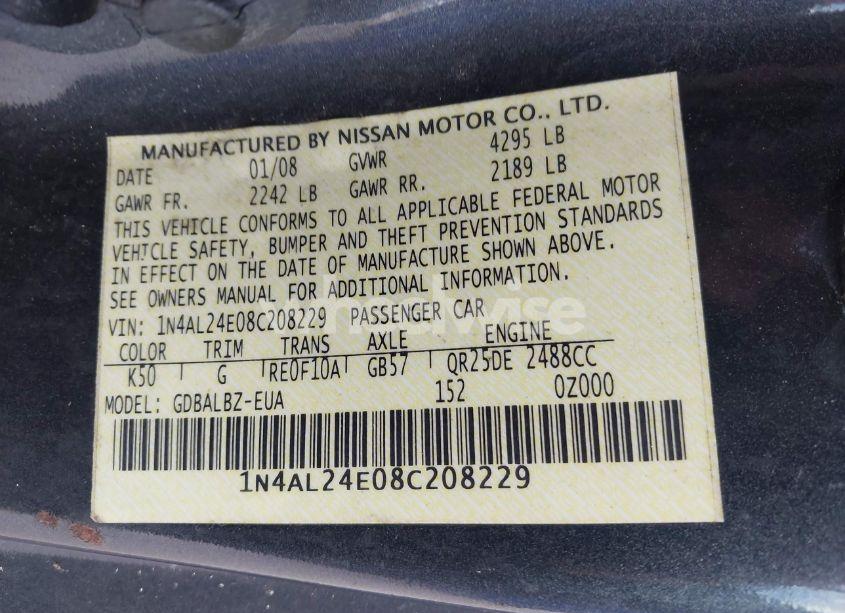 MANUFACTURED BY NISSAN MOTOR CO., LTD.
DATE 01/08 GVWR 4295 LB
GAWR FR. 2242 LB GAWR RR. 2189 LB
THIS VEHICLE CONFORMS TO ALL APPLICABLE FEDERAL MOTOR
VEHICLE SAFETY, BUMPER AND THEFT PREVENTION STANDARDS
IN EFFECT ON THE DATE OF MANUFACTURE SHOWN ABOVE.
SEE OWNERS MANUAL FOR ADDITIONAL INFORMATION.
VIN: 1N4AL24E08C208229 PASSENGER CAR
COLOR TRIM TRANS AXLE ENGINE
K50 G RE0F10A GB57 QR25DE 2488CC
MODEL: GDBALBZ-EUA 152 0Z000
1N4AL24E08C208229